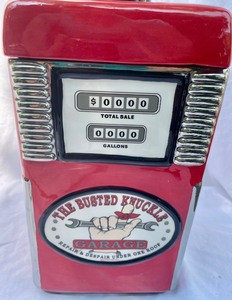 $0000
TOTAL SALE
0000
GALLONS
THE BUSTED KNUCKLE
GARAGE
REPAIR & DESPAIR UNDER ONE ROOF